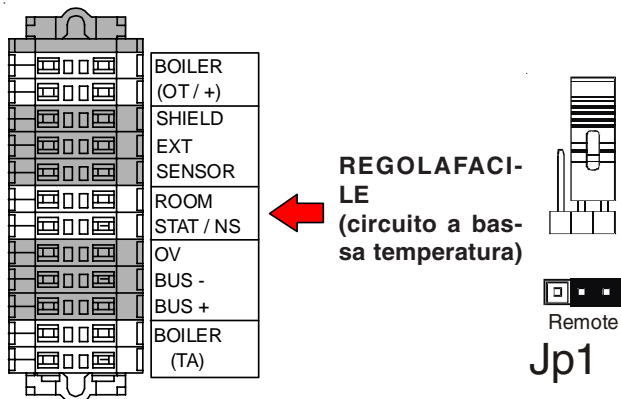 BOILER
(OT / +)
SHIELD
EXT
SENSOR
ROOM
STAT / NS
OV
BUS -
BUS +
BOILER
(TA)
REGOLAFACI-
LE
(circuito a bas-
sa temperatura)
Remote
Jp1